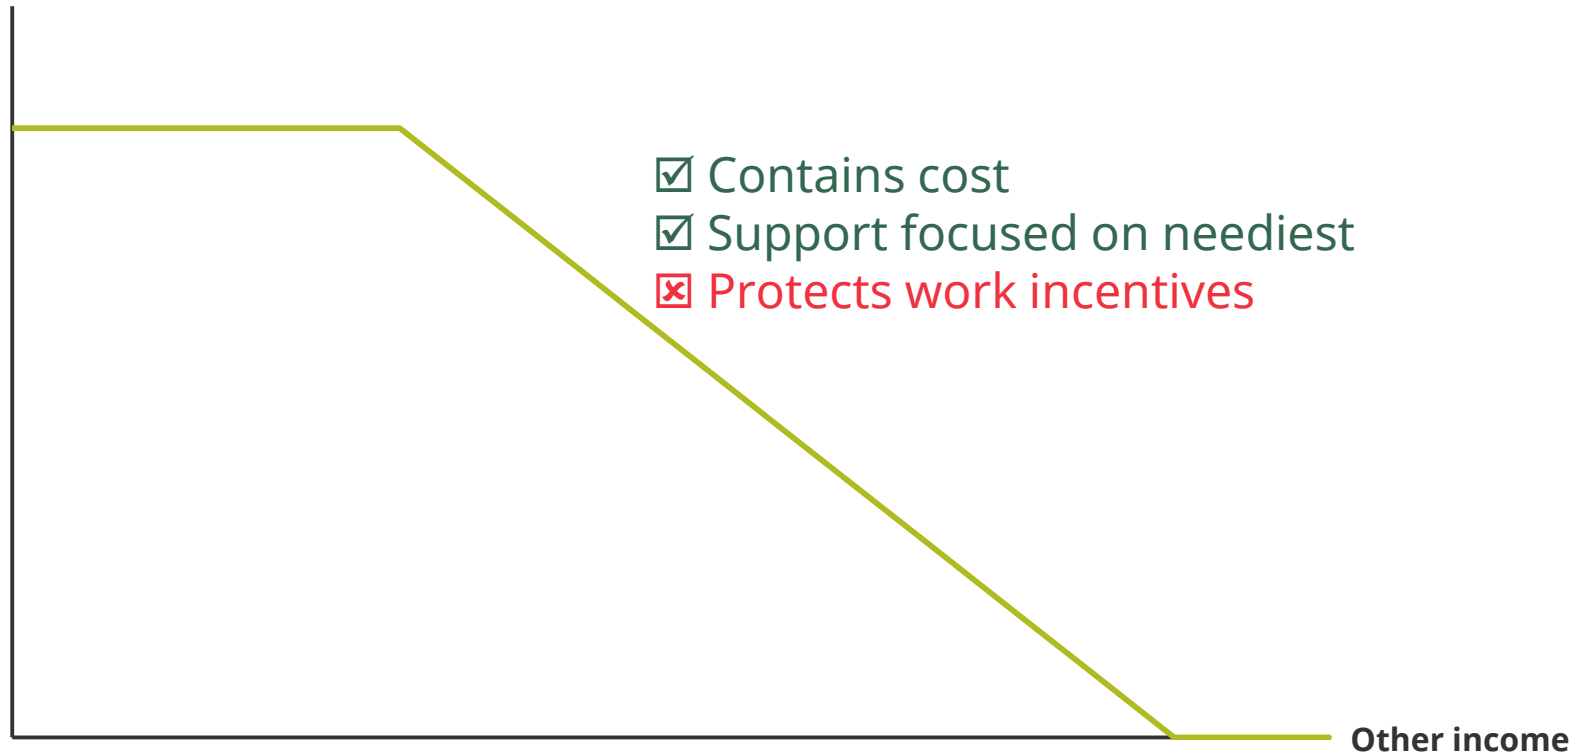 ☑ Contains cost
☑ Support focused on neediest
☒ Protects work incentives
Other income